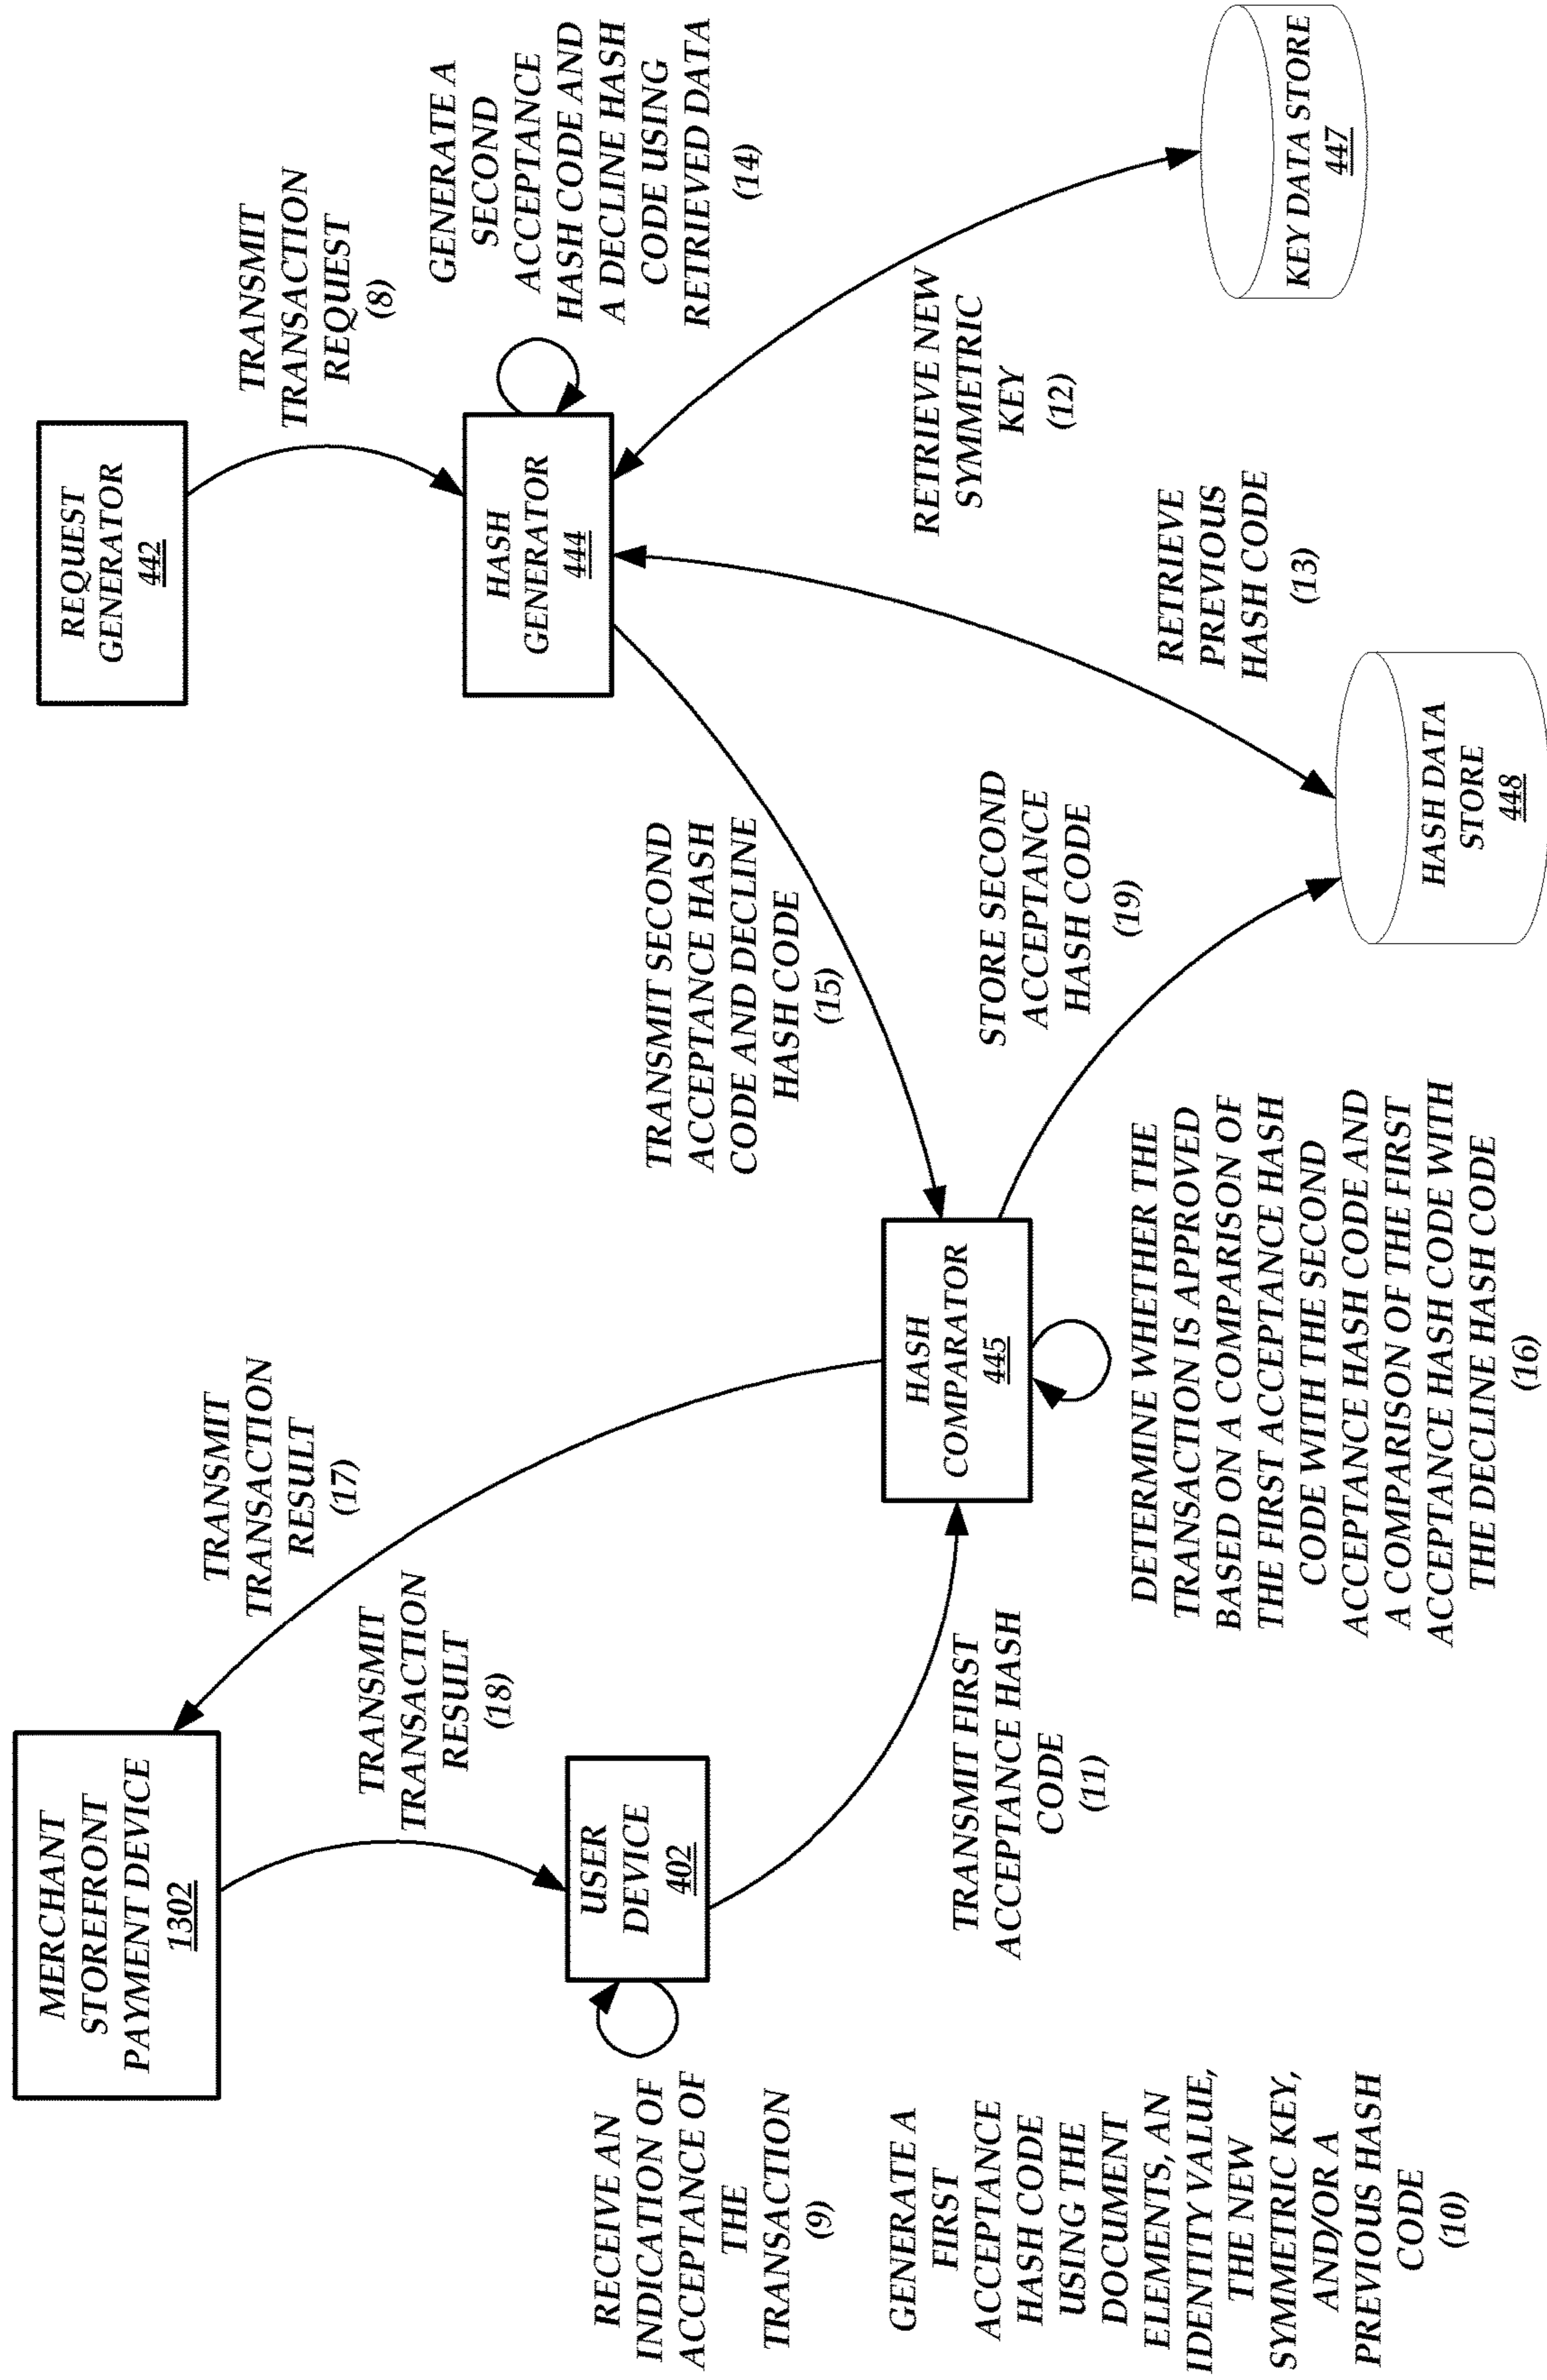 MERCHANT
STOREFRONT
PAYMENT DEVICE
1302
TRANSMIT
TRANSACTION
RESULT
(17)
REQUEST
GENERATOR
442
TRANSMIT
TRANSACTION
REQUEST
(8)
TRANSMIT
TRANSACTION
RESULT
(18)
HASH
GENERATOR
444
GENERATE A
SECOND
ACCEPTANCE
HASH CODE AND
A DECLINE HASH
CODE USING
RETRIEVED DATA
(14)
RECEIVE AN
INDICATION OF
ACCEPTANCE OF
THE
TRANSACTION
(9)
USER
DEVICE
402
TRANSMIT SECOND
ACCEPTANCE HASH
CODE AND DECLINE
HASH CODE
(15)
GENERATE A
FIRST
ACCEPTANCE
HASH CODE
USING THE
DOCUMENT
ELEMENTS, AN
IDENTITY VALUE,
THE NEW
SYMMETRIC KEY,
AND/OR A
PREVIOUS HASH
CODE
(10)
TRANSMIT FIRST
ACCEPTANCE HASH
CODE
(11)
HASH
COMPARATOR
445
STORE SECOND
ACCEPTANCE
HASH CODE
(19)
RETRIEVE NEW
SYMMETRIC
KEY
(12)
DETERMINE WHETHER THE
TRANSACTION IS APPROVED
BASED ON A COMPARISON OF
THE FIRST ACCEPTANCE HASH
CODE WITH THE SECOND
ACCEPTANCE HASH CODE AND
A COMPARISON OF THE FIRST
ACCEPTANCE HASH CODE WITH
THE DECLINE HASH CODE
(16)
RETRIEVE
PREVIOUS
HASH CODE
(13)
HASH DATA
STORE
448
KEY DATA STORE
447